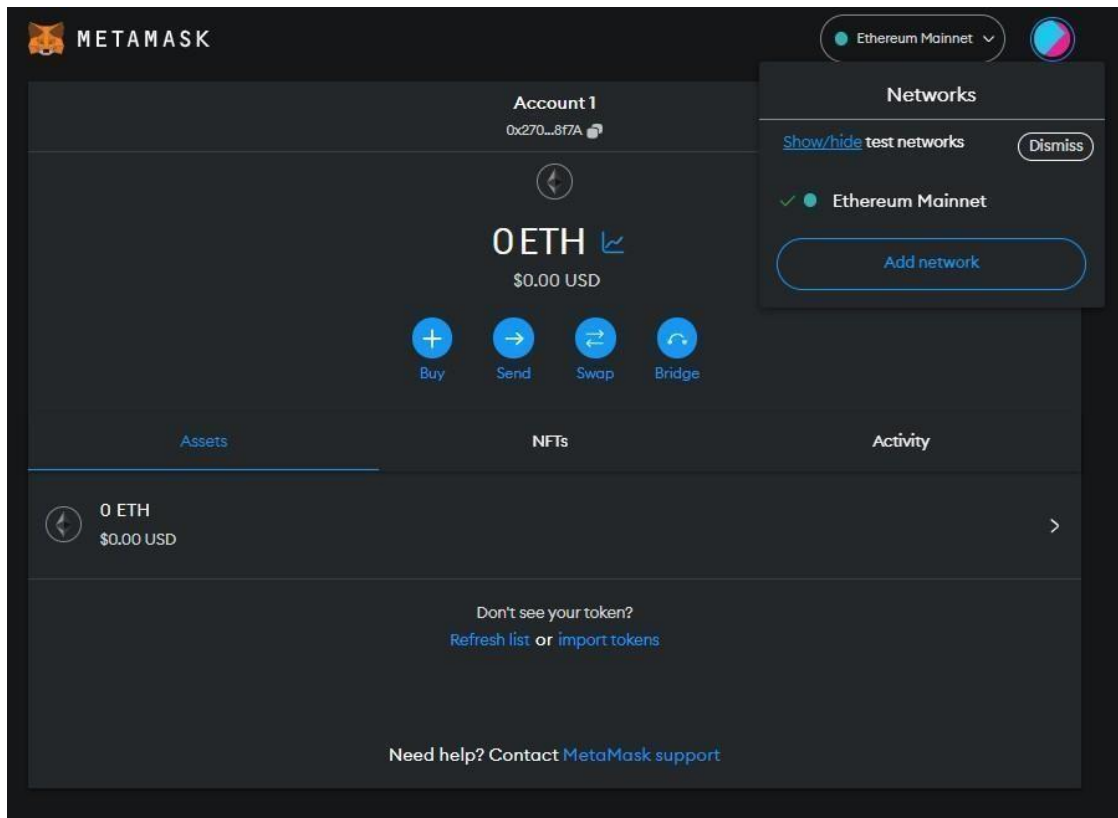 METAMASK
Ethereum Mainnet
Networks
Show/hide test networks
Dismiss
Ethereum Mainnet
Add network
Account 1
0x270...8f7A
0 ETH
$0.00 USD
Buy
Send
Swap
Bridge
Assets
NFTs
Activity
0 ETH
$0.00 USD
Don't see your token?
Refresh list or import tokens
Need help? Contact MetaMask support